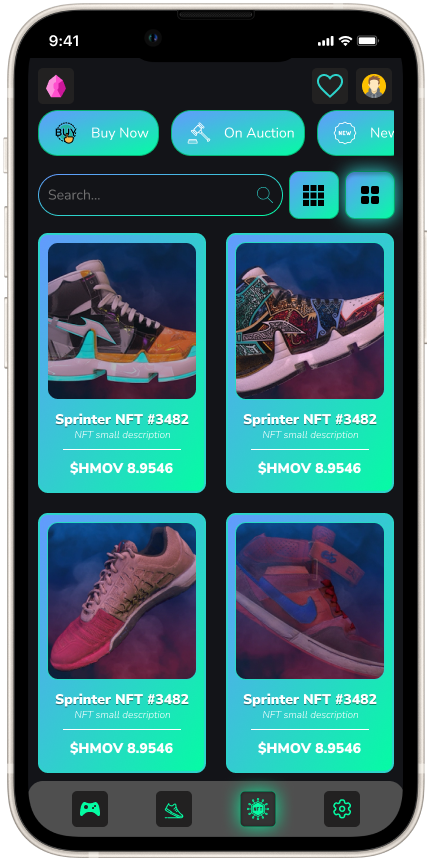 9:41
BUY
Buy Now
On Auction
NEW
New
Search...
Sprinter NFT #3482
NFT small description
$HMOV 8.9546
Sprinter NFT #3482
NFT small description
$HMOV 8.9546
Sprinter NFT #3482
NFT small description
$HMOV 8.9546
Sprinter NFT #3482
NFT small description
$HMOV 8.9546
NFT